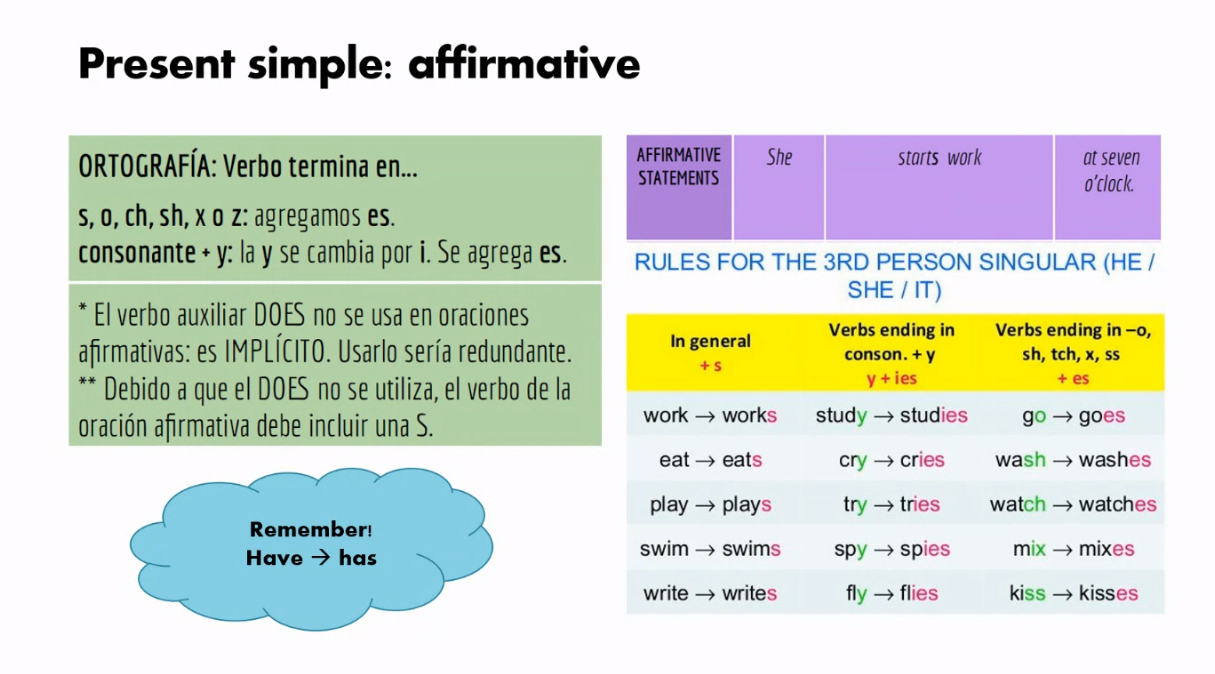 Present simple: affirmative
ORTOGRAFÍA: Verbo termina en...
s, o, ch, sh, x o z: agregamos es.
consonante + y: la y se cambia por i. Se agrega es.
* El verbo auxiliar DOES no se usa en oraciones
afirmativas: es IMPLÍCITO. Usarlo sería redundante.
** Debido a que el DOES no se utiliza, el verbo de la
oración afirmativa debe incluir una S.
Remember!
Have → has
AFFIRMATIVE
STATEMENTS
She
starts work
at seven
o'clock.
RULES FOR THE 3RD PERSON SINGULAR (HE /
SHE / IT)
In general
+ s
Verbs ending in
conson. + y
y + ies
Verbs ending in –o,
sh, tch, x, ss
+ es
work → works study → studies go → goes
eat → eats cry → cries wash → washes
play → plays try → tries watch → watches
swim → swims spy → spies mix → mixes
write → writes fly → flies kiss → kisses